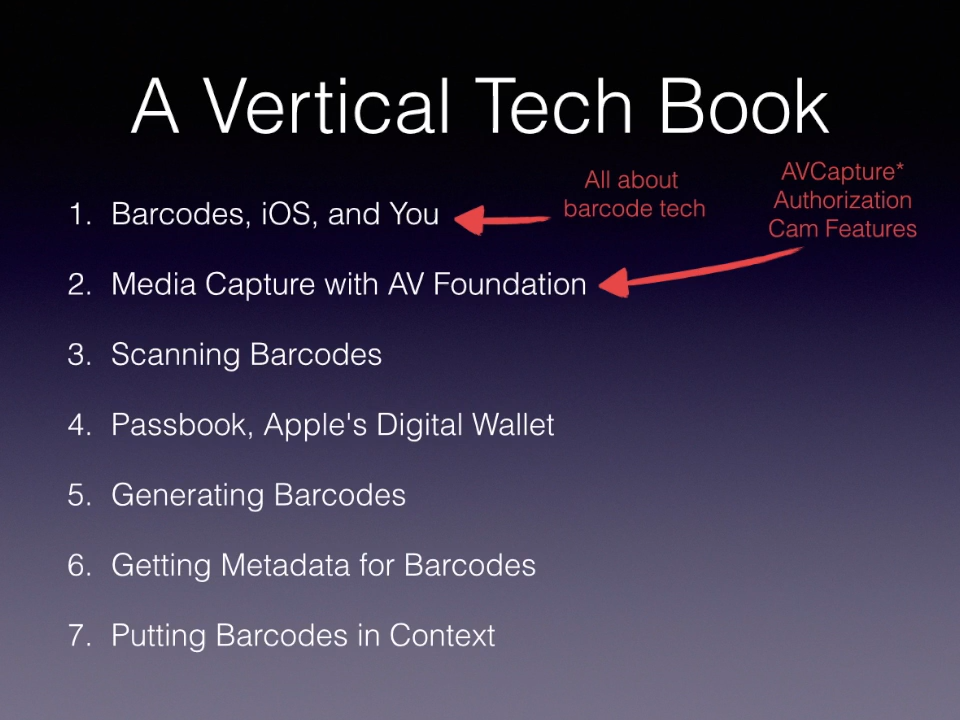 A Vertical Tech Book
All about
barcode tech
AVCapture*
Authorization
Cam Features
1. Barcodes, iOS, and You
2. Media Capture with AV Foundation
3. Scanning Barcodes
4. Passbook, Apple's Digital Wallet
5. Generating Barcodes
6. Getting Metadata for Barcodes
7. Putting Barcodes in Context